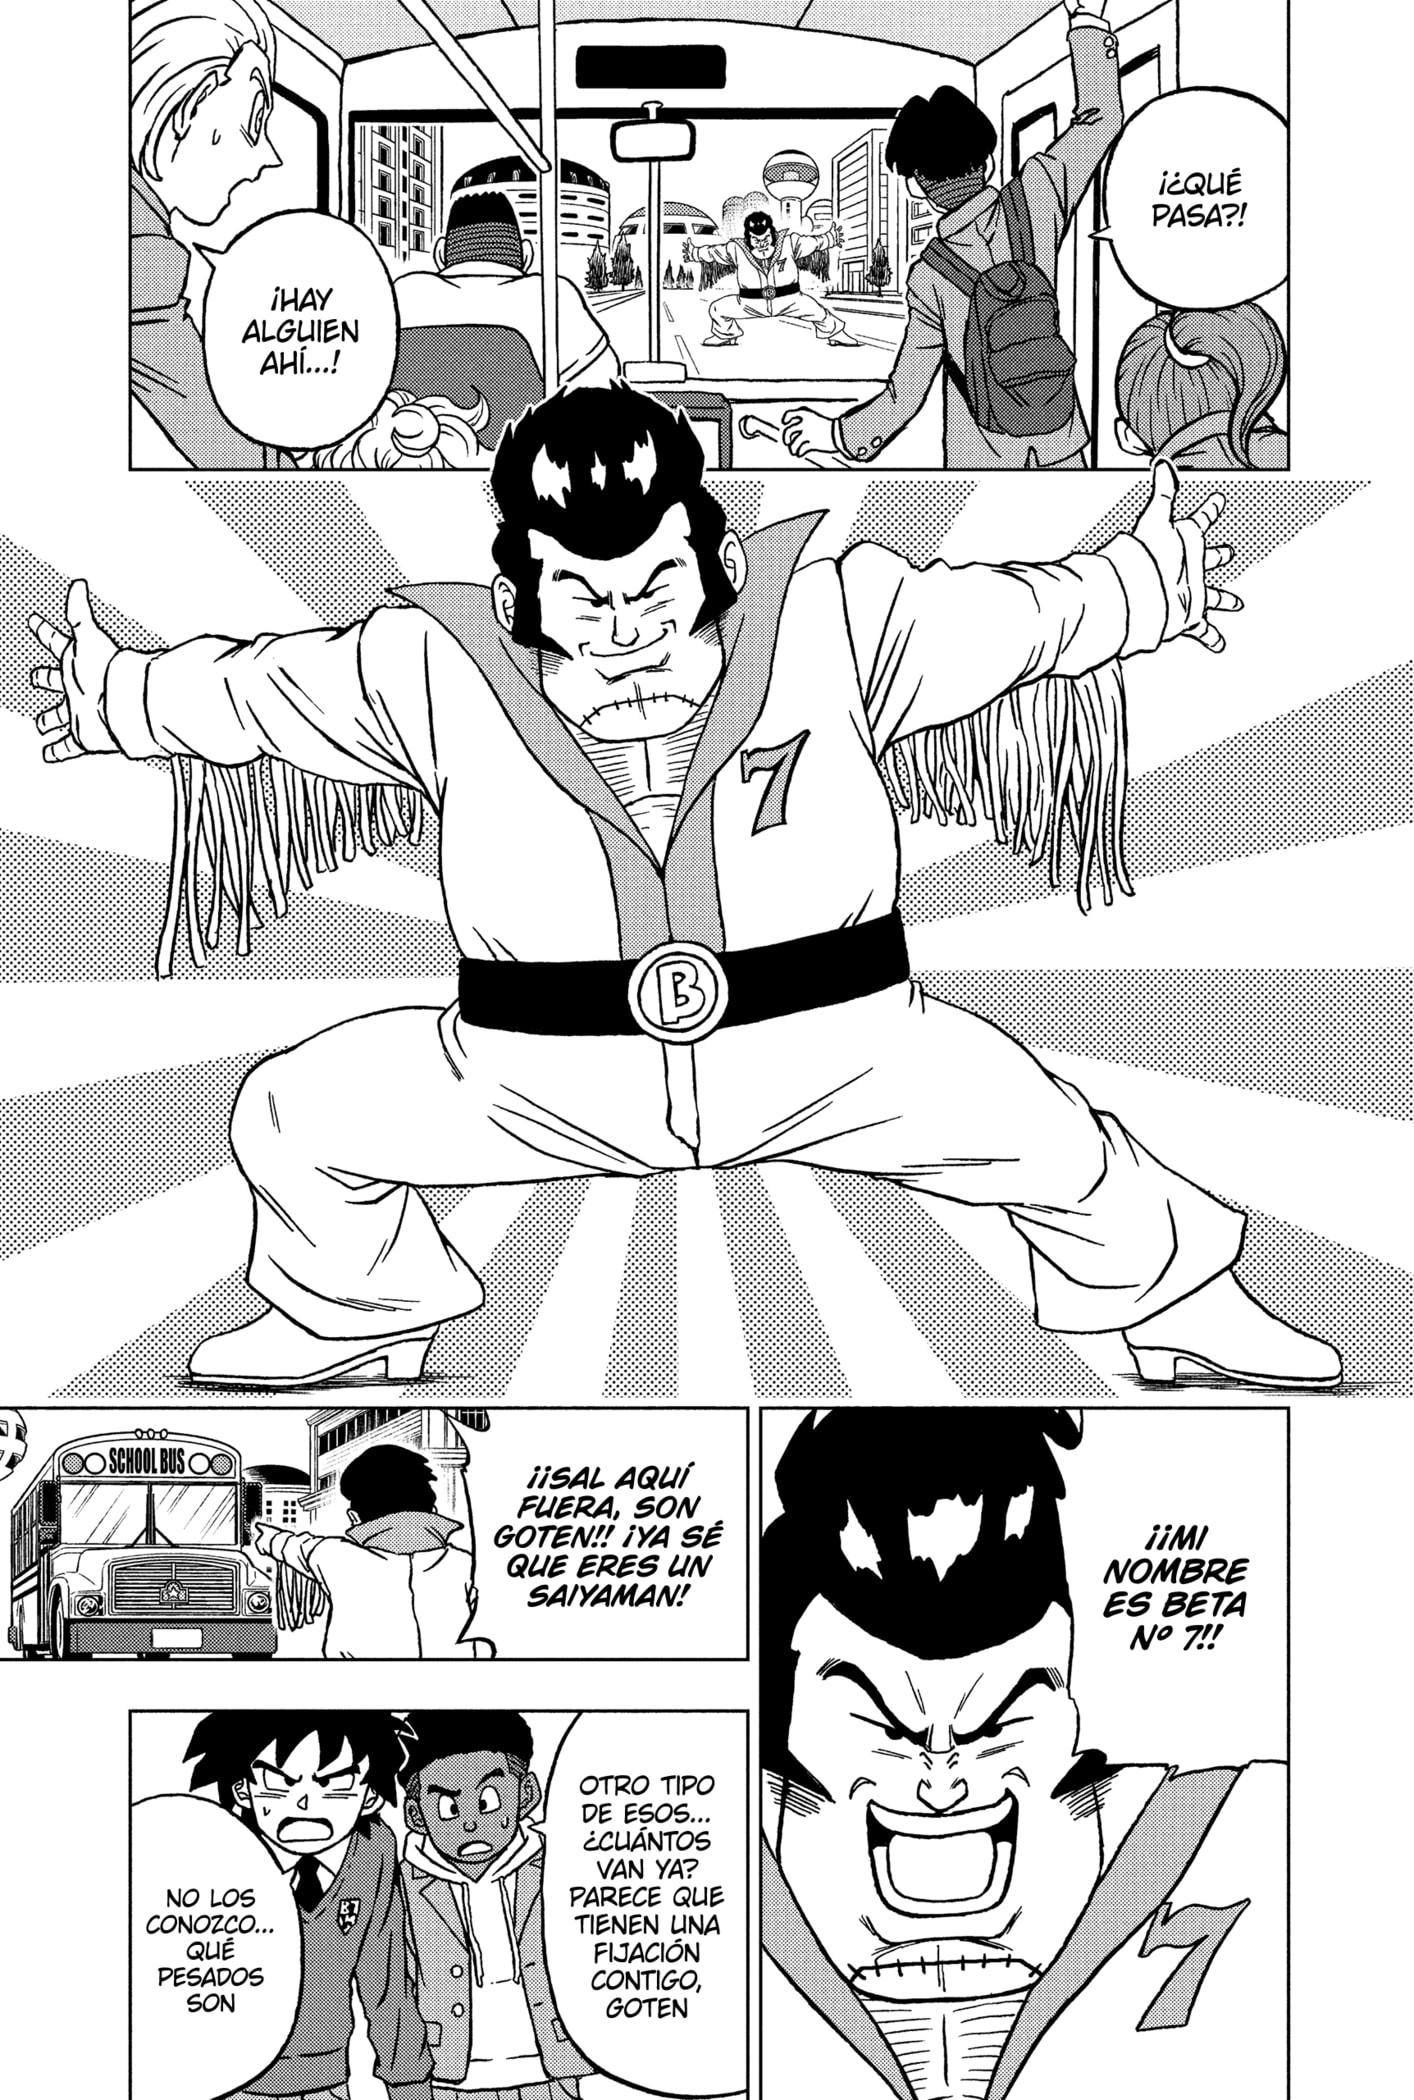 ¡¿QUÉ
PASA?!
¡HAY
ALGUIEN
AHÍ...!
7
7
B
¡¡MI
NOMBRE
ES BETA
Nº 7!!
7
SCHOOL BUS
¡¡SAL AQUÍ
FUERA, SON
GOTEN!! ¡YA SÉ
QUE ERES UN
SAIYAMAN!
OTRO TIPO
DE ESOS...
¿CUÁNTOS
VAN YA?
PARECE QUE
TIENEN UNA
FIJACIÓN
CONTIGO,
GOTEN
NO LOS
CONOZCO...
QUÉ
PESADOS
SON